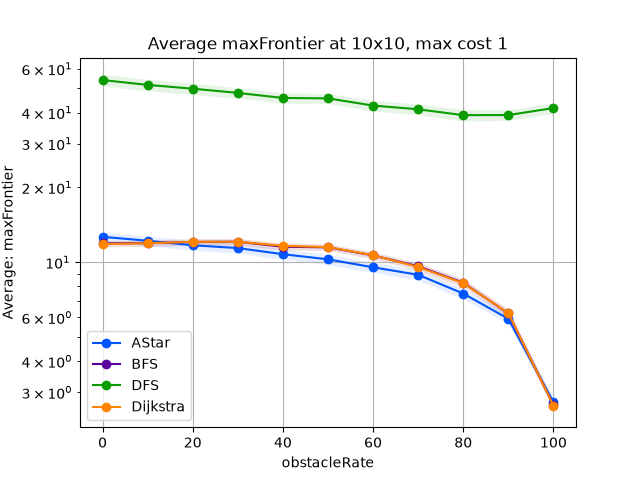 Average maxFrontier at 10x10, max cost 1
Average: maxFrontier
6 × 10¹
4 × 10¹
3 × 10¹
2 × 10¹
10¹
6 × 10⁰
4 × 10⁰
3 × 10⁰
AStar
BFS
DFS
Dijkstra
0 20 40 60 80 100
obstacleRate